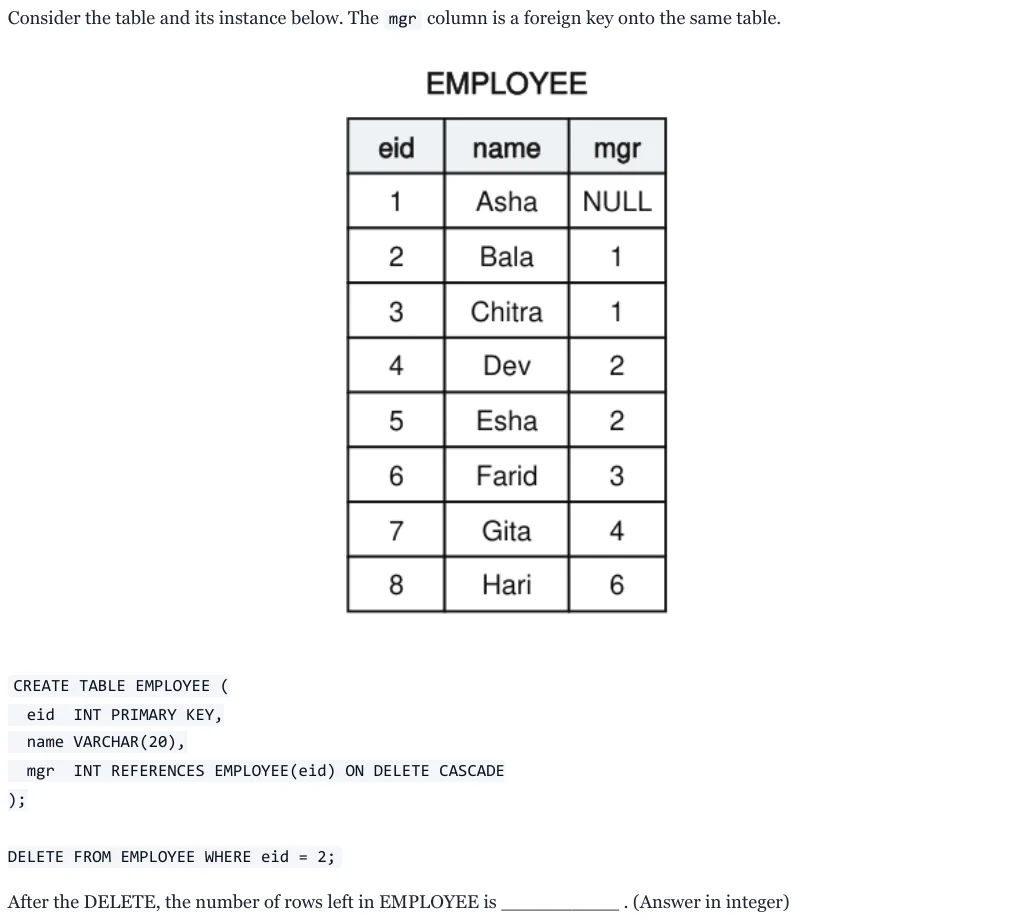 Consider the table and its instance below. The mgr column is a foreign key onto the same table.
EMPLOYEE
eid name mgr
1 Asha NULL
2 Bala 1
3 Chitra 1
4 Dev 2
5 Esha 2
6 Farid 3
7 Gita 4
8 Hari 6
CREATE TABLE EMPLOYEE (
eid INT PRIMARY KEY,
name VARCHAR(20),
mgr INT REFERENCES EMPLOYEE(eid) ON DELETE CASCADE
);
DELETE FROM EMPLOYEE WHERE eid = 2;
After the DELETE, the number of rows left in EMPLOYEE is ____________ . (Answer in integer)